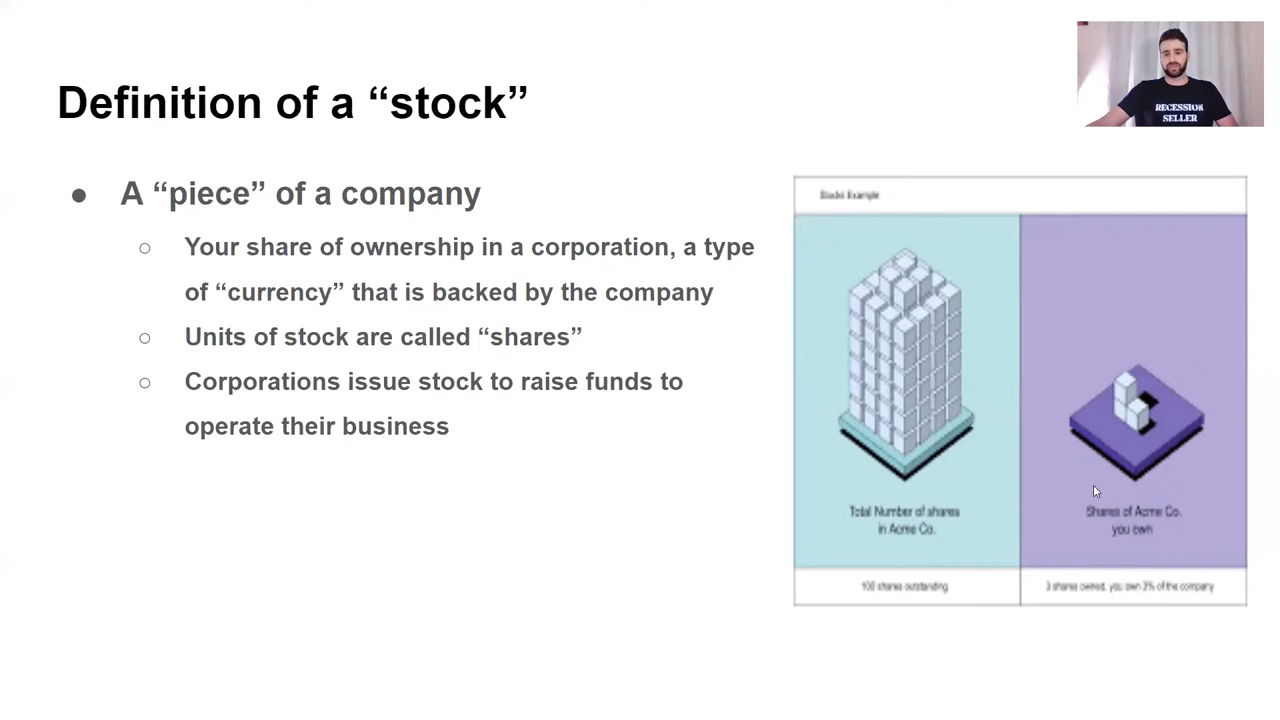 Definition of a “stock”
RECESSION
SELLER
● A “piece” of a company
○ Your share of ownership in a corporation, a type
of “currency” that is backed by the company
○ Units of stock are called “shares”
○ Corporations issue stock to raise funds to
operate their business
Stocks Example
Total Number of shares
in Acme Co.
Shares of Acme Co.
you own
100 shares outstanding
3 shares owned, you own 3% of the company